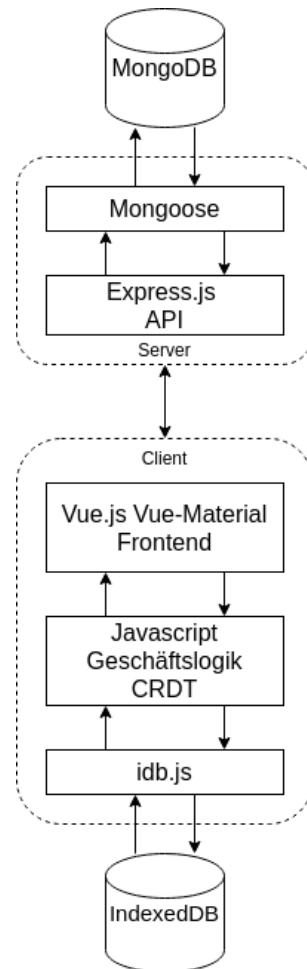 MongoDB
Mongoose
Express.js
API
Server
Client
Vue.js Vue-Material
Frontend
Javascript
Geschäftslogik
CRDT
idb.js
IndexedDB